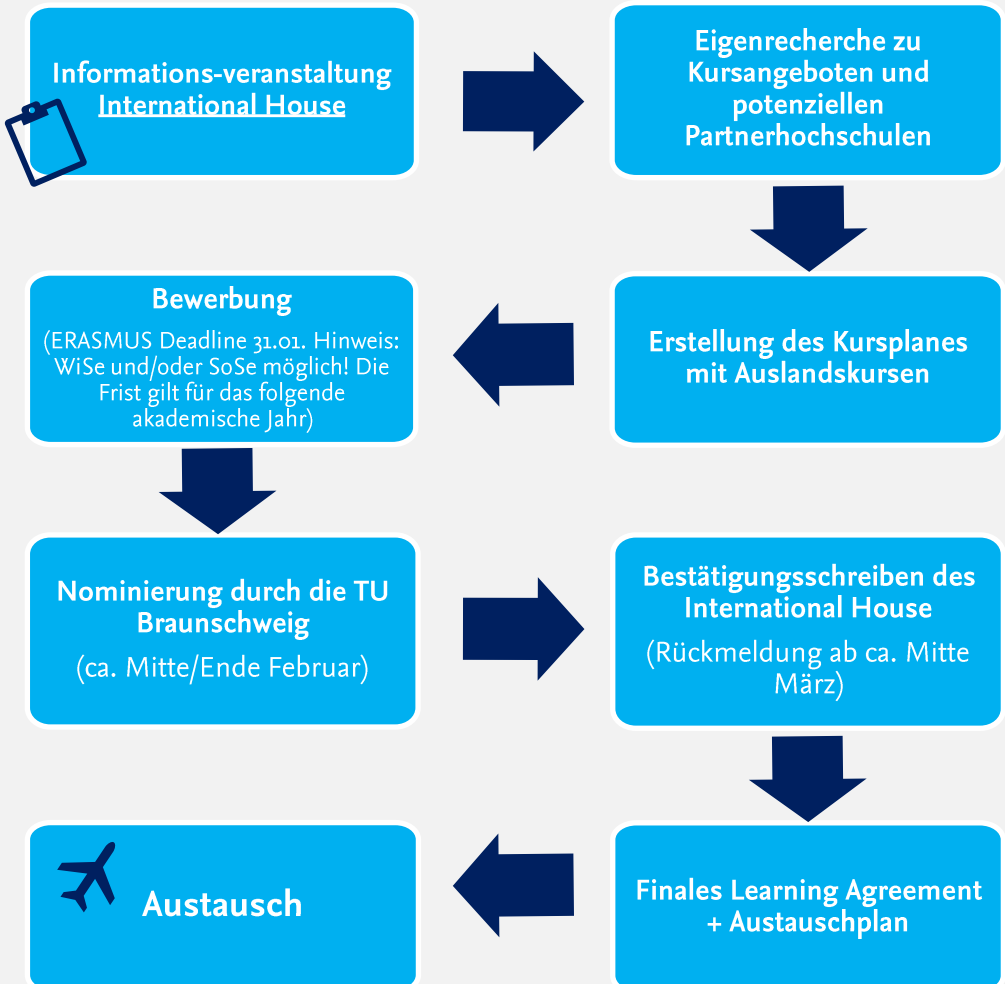 Informations-veranstaltung
International House
Eigenrecherche zu
Kursangeboten und
potenziellen
Partnerhochschulen
Erstellung des Kursplanes
mit Auslandskursen
Bewerbung
(ERASMUS Deadline 31.01. Hinweis:
WiSe und/oder SoSe möglich! Die
Frist gilt für das folgende
akademische Jahr)
Nominierung durch die TU
Braunschweig
(ca. Mitte/Ende Februar)
Bestätigungsschreiben des
International House
(Rückmeldung ab ca. Mitte
März)
Finales Learning Agreement
+ Austauschplan
Austausch